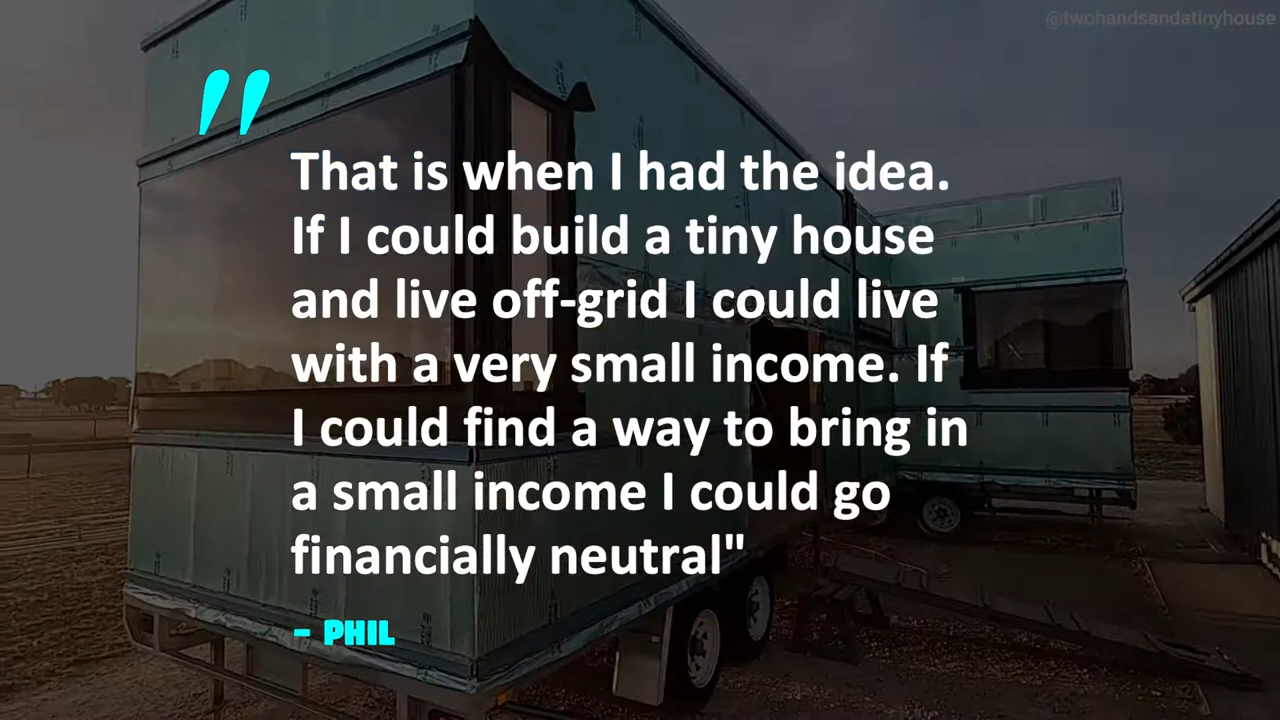 @twohandsandatinyhouse
"
That is when I had the idea.
If I could build a tiny house
and live off-grid I could live
with a very small income. If
I could find a way to bring in
a small income I could go
financially neutral"
- PHIL